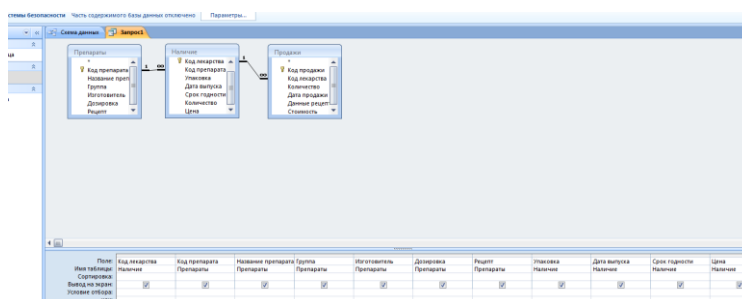 стемы безопасности Часть содержимого базы данных отключено Параметры...
Схема данных Запрос1
Препараты
*
Код препарата
Название преп
Группа
Изготовитель
Дозировка
Рецепт
1 ∞
Наличие
Код лекарства
Код препарата
Упаковка
Дата выпуска
Срок годности
Количество
Цена
1 ∞
Продажи
*
Код продажи
Код лекарства
Количество
Дата продажи
Данные рецепт
Стоимость
Поле: Код лекарства Код препарата Название препарата Группа Изготовитель Дозировка Рецепт Упаковка Дата выпуска Срок годности Цена
Имя таблицы: Наличие Препараты Препараты Препараты Препараты Препараты Препараты Наличие Наличие Наличие Наличие
Сортировка:
Вывод на экран:
Условие отбора: